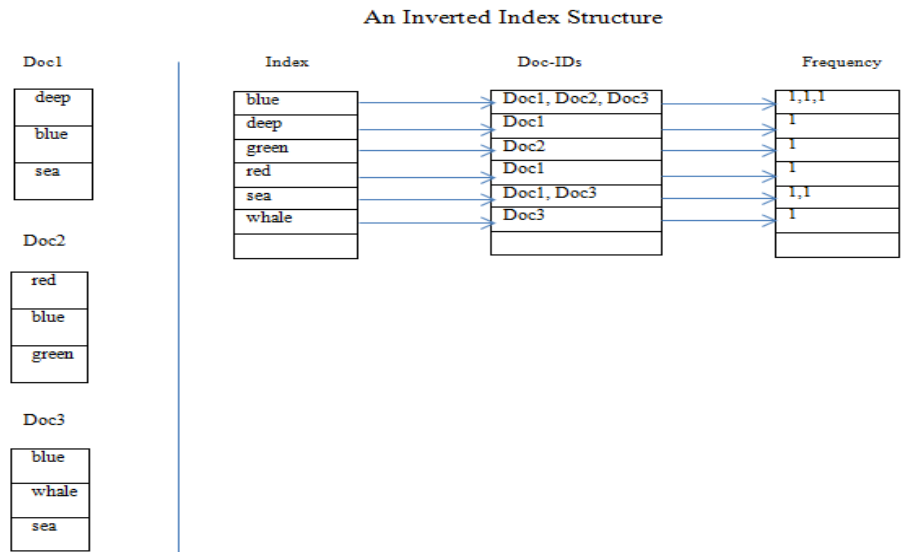 An Inverted Index Structure
Doc1
deep
blue
sea
Doc2
red
blue
green
Doc3
blue
whale
sea
Index Doc-IDs Frequency
blue Doc1, Doc2, Doc3 1,1,1
deep Doc1 1
green Doc2 1
red Doc1 1
sea Doc1, Doc3 1,1
whale Doc3 1